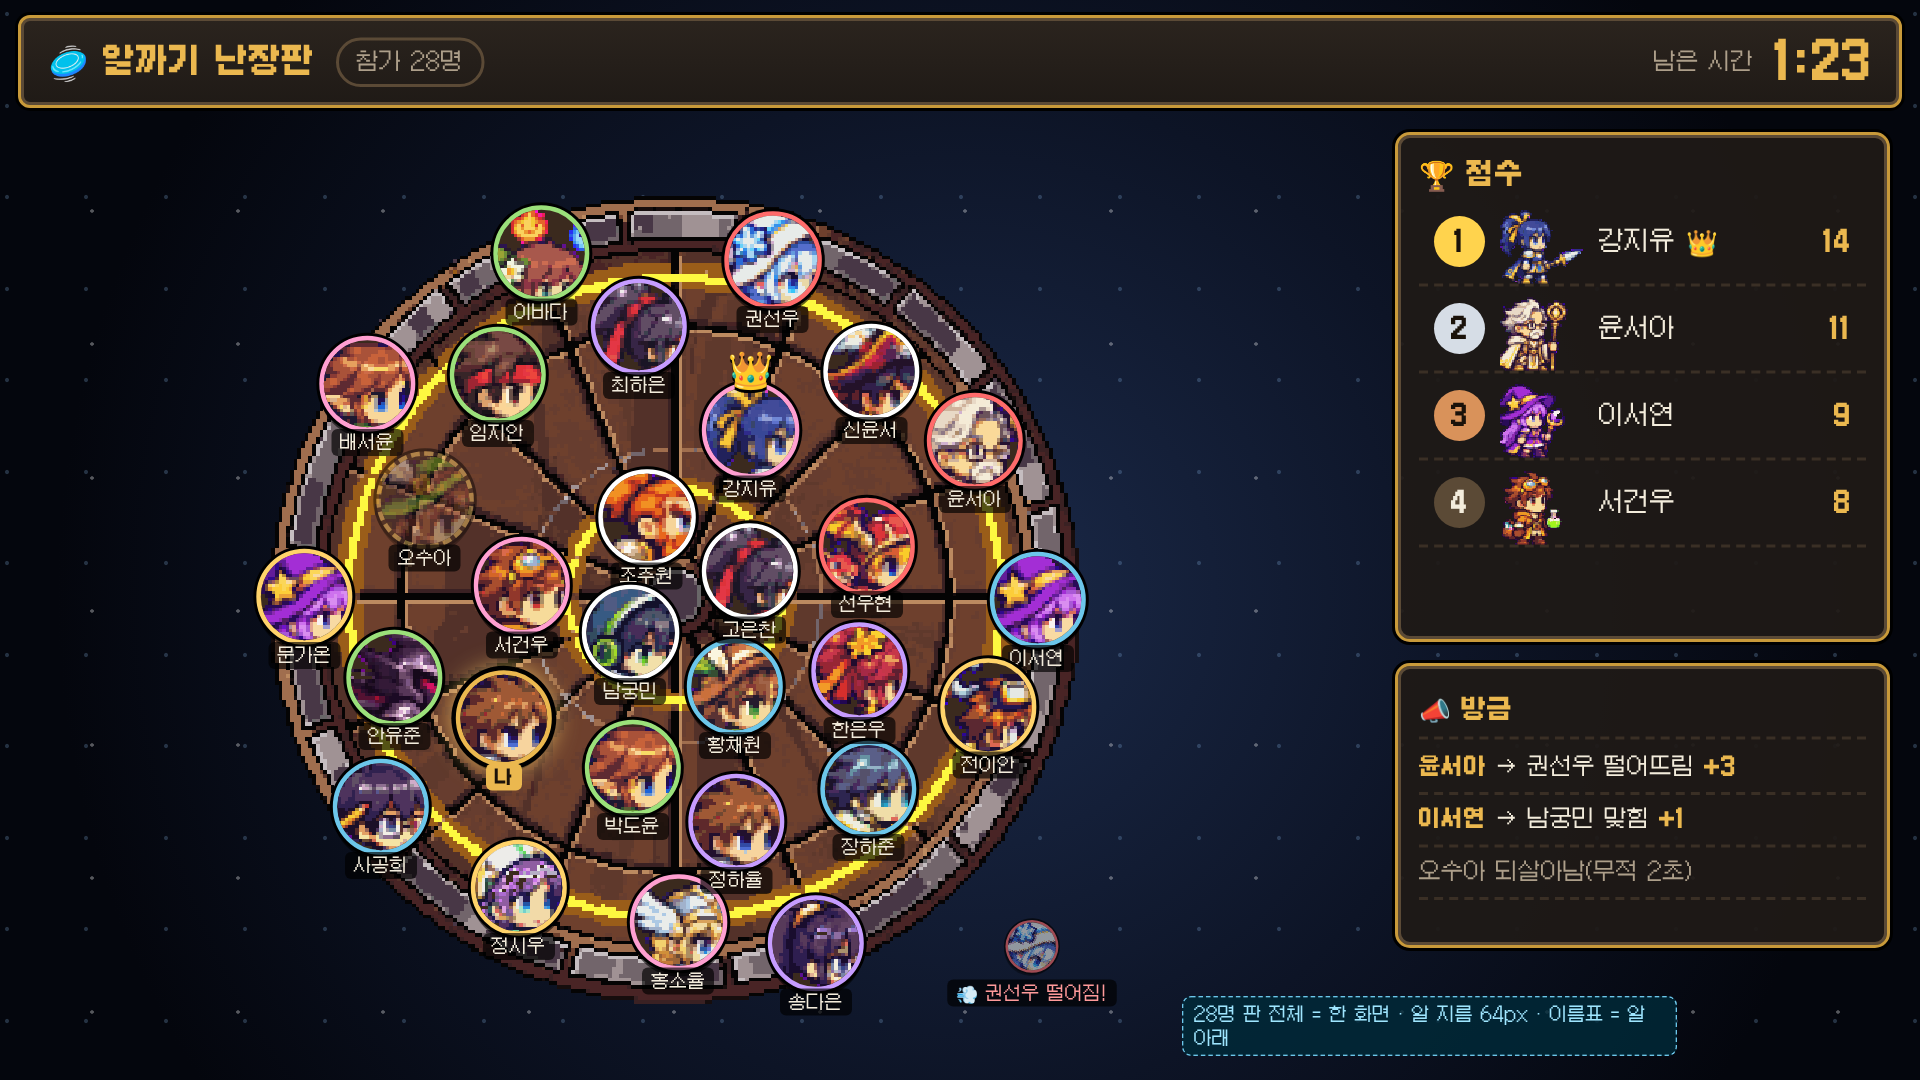 알까기 난장판
참가 28명
남은 시간 1:23
이바다
권선우
최하은
배서윤
임지안
신윤서
강지유
윤서아
오수아
조주원
선우현
고은찬
서건우
문가온
이서연
남궁민
안유준
한은우
황채원
전이안
나
박도윤
장하준
사공희
정하율
정시우
홍소율
송다은
💨 권선우 떨어짐!
🏆 점수
1 강지유 👑 14
2 윤서아 11
3 이서연 9
4 서건우 8
📣 방금
윤서아 → 권선우 떨어뜨림 +3
이서연 → 남궁민 맞힘 +1
오수아 되살아남(무적 2초)
28명 판 전체 = 한 화면 · 알 지름 64px · 이름표 = 알
아래